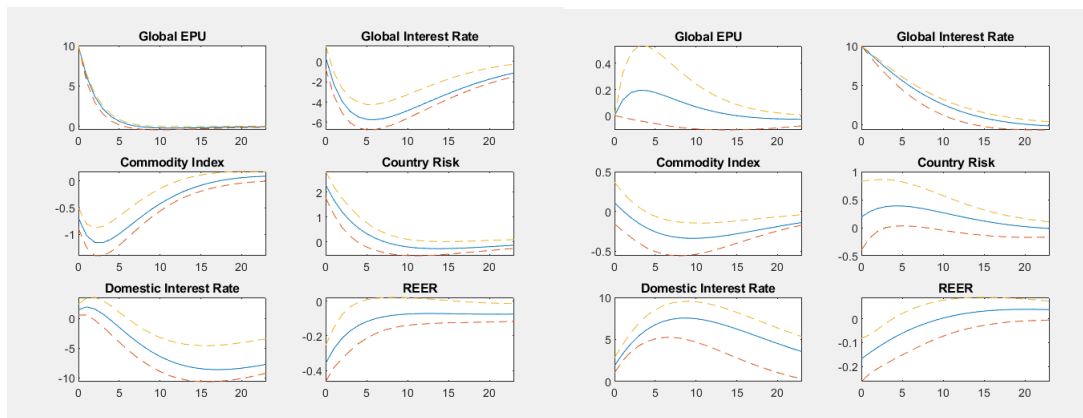 Global EPU
10
5
0
0 5 10 15 20
Global Interest Rate
0
-2
-4
-6
0 5 10 15 20
Commodity Index
0
-0.5
-1
0 5 10 15 20
Country Risk
2
1
0
0 5 10 15 20
Domestic Interest Rate
0
-5
-10
0 5 10 15 20
REER
0
-0.2
-0.4
0 5 10 15 20
Global EPU
0.4
0.2
0
0 5 10 15 20
Global Interest Rate
10
5
0
0 5 10 15 20
Commodity Index
0.5
0
-0.5
0 5 10 15 20
Country Risk
1
0.5
0
-0.5
0 5 10 15 20
Domestic Interest Rate
10
5
0
0 5 10 15 20
REER
0
-0.1
-0.2
0 5 10 15 20